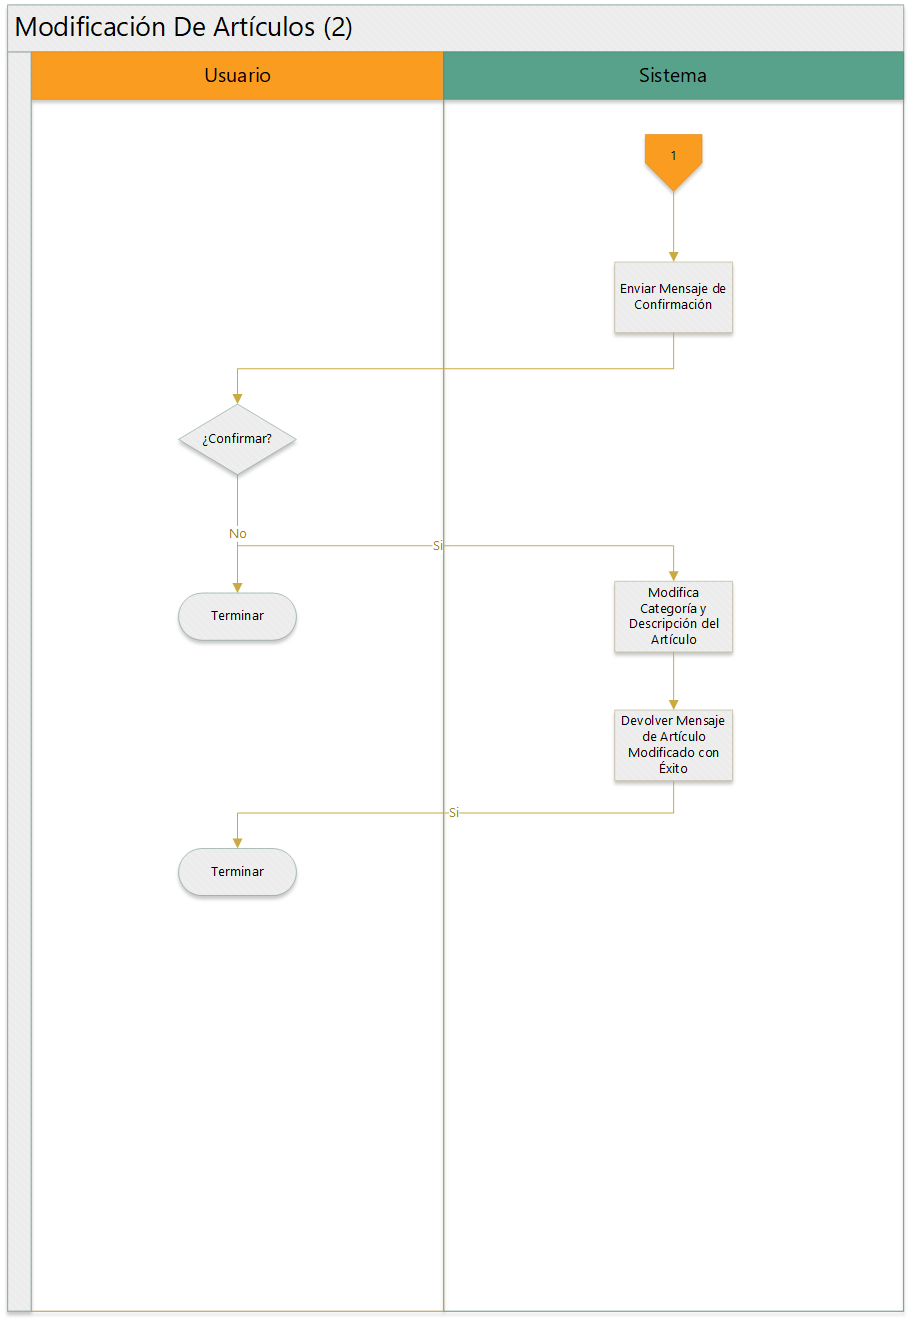 Modificación De Artículos (2)
Usuario
Sistema
1
Enviar Mensaje de
Confirmación
¿Confirmar?
No
Si
Modifica
Categoría y
Descripción del
Artículo
Terminar
Devolver Mensaje
de Artículo
Modificado con
Éxito
Si
Terminar